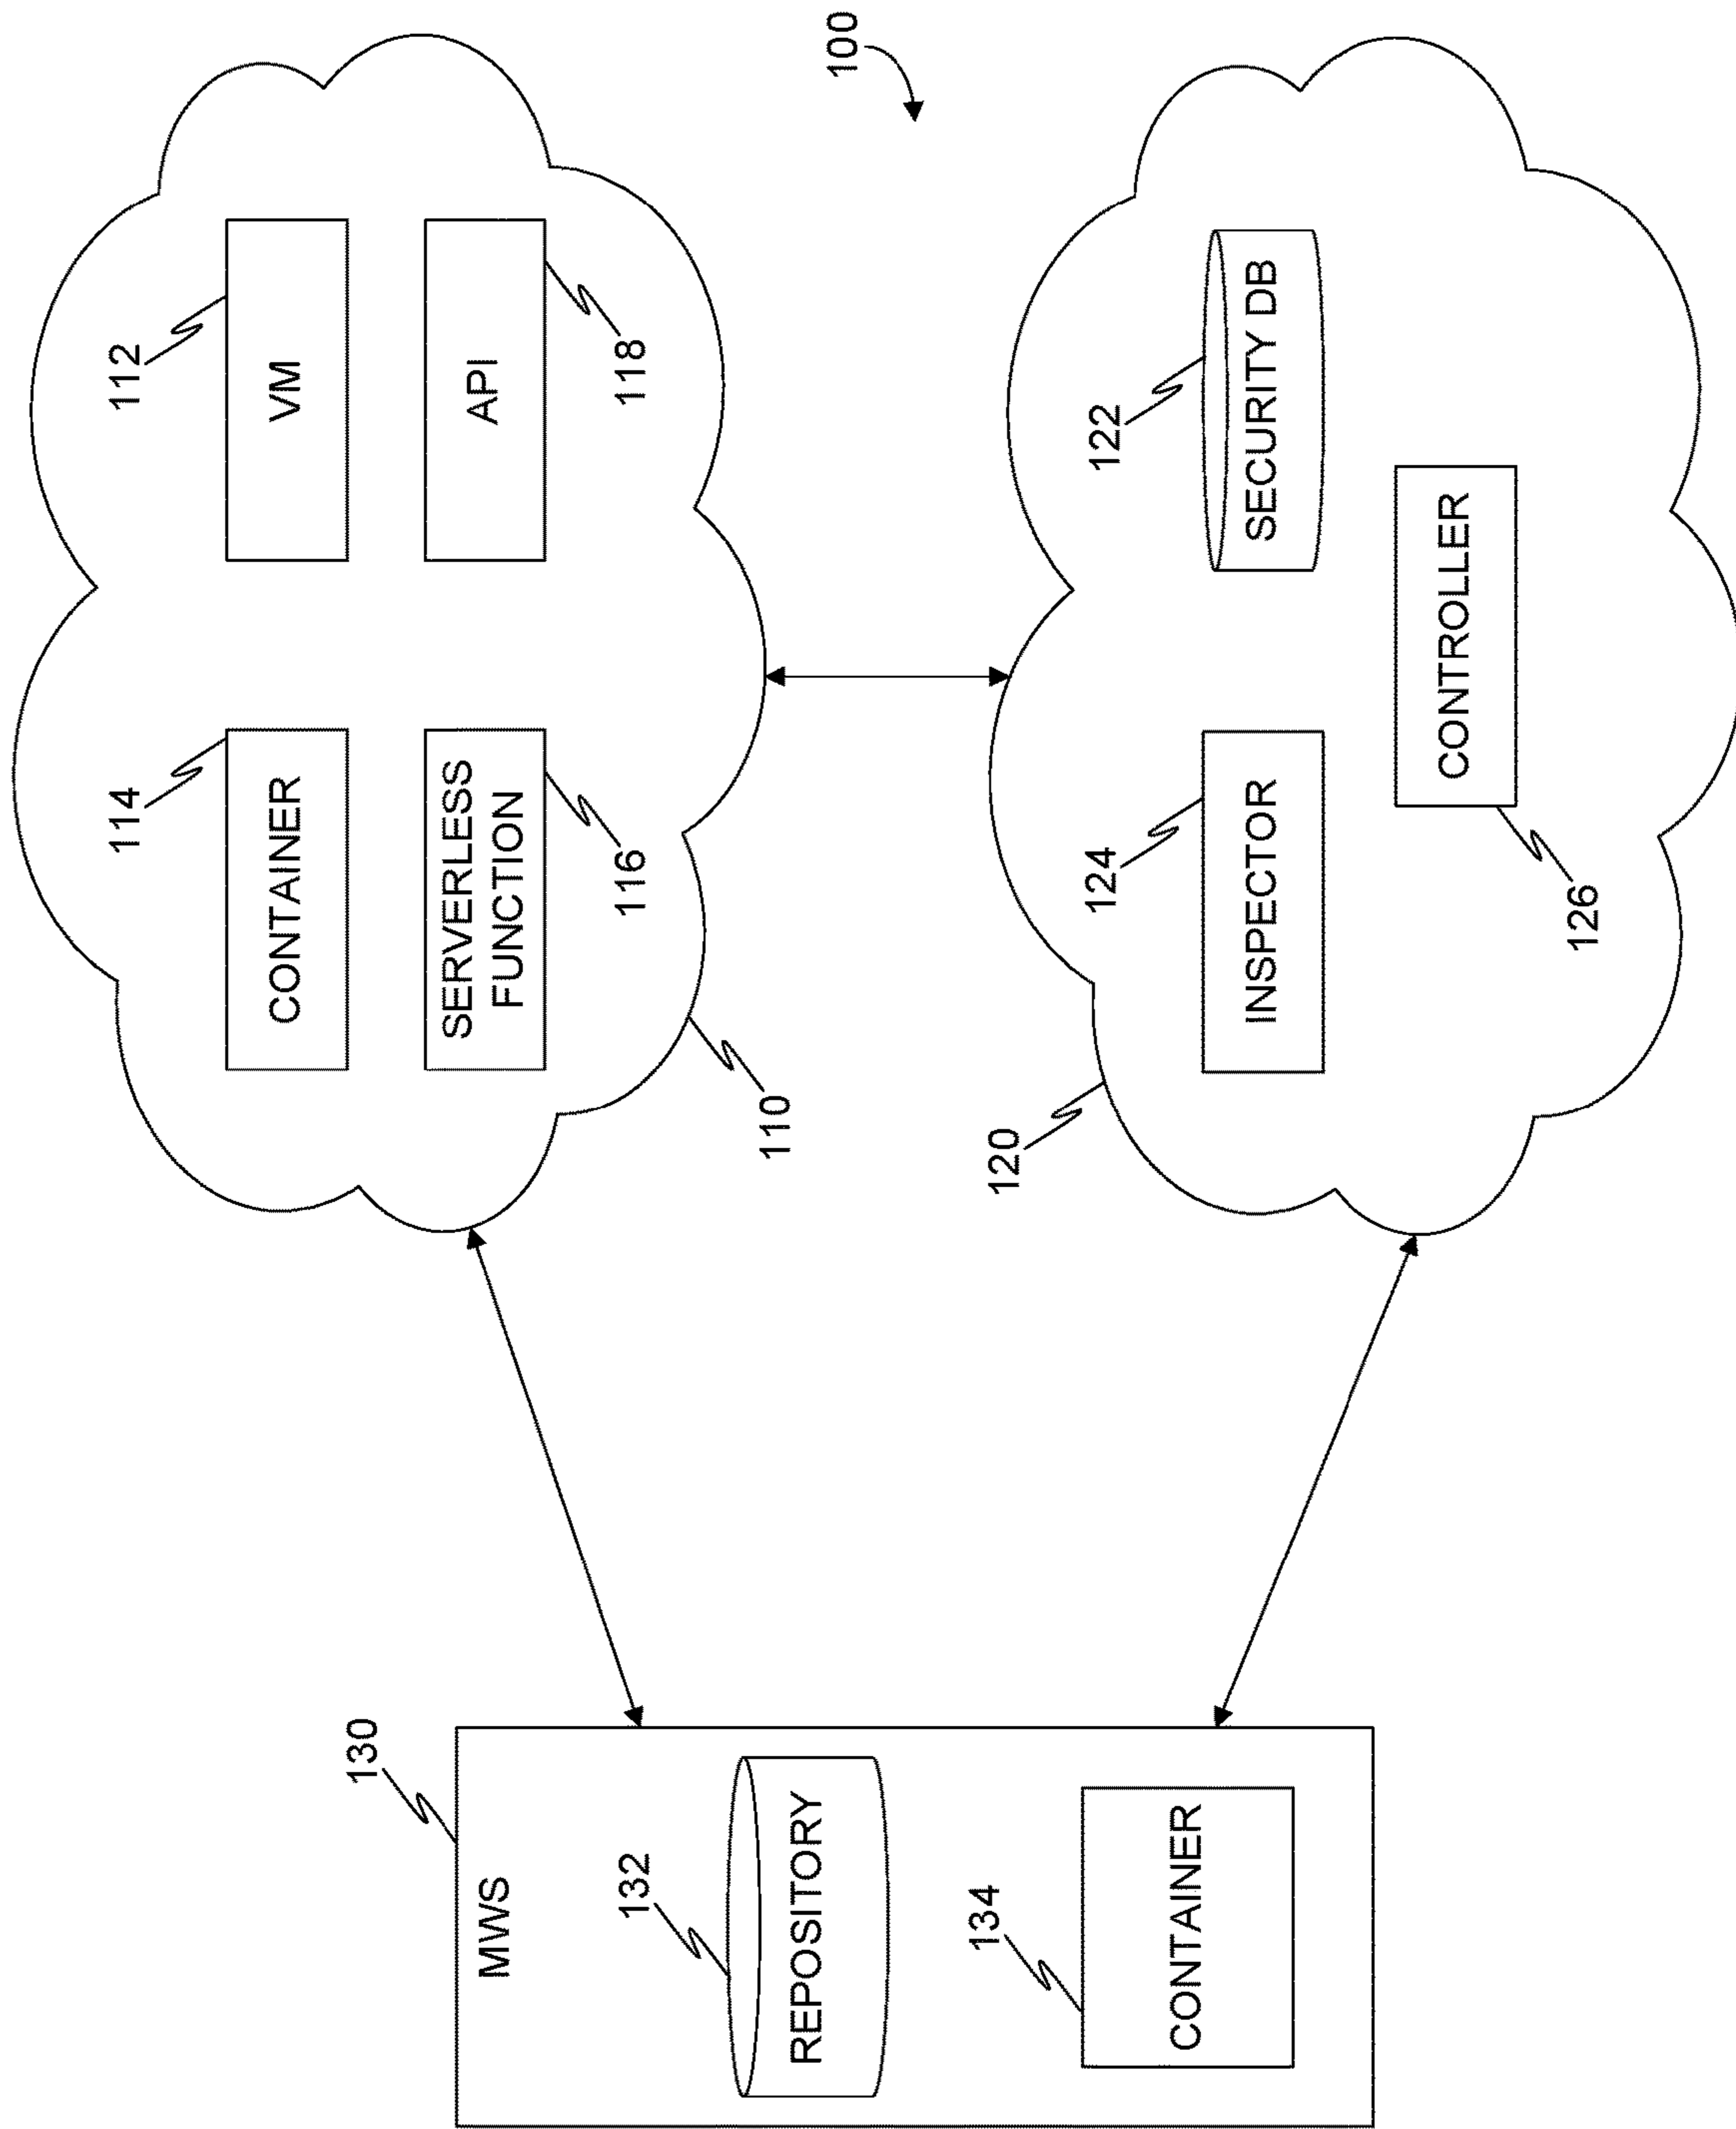 100
114
CONTAINER
112
VM
SERVERLESS
FUNCTION
116
API
118
110
130
MWS
132
REPOSITORY
134
CONTAINER
120
124
INSPECTOR
122
SECURITY DB
CONTROLLER
126